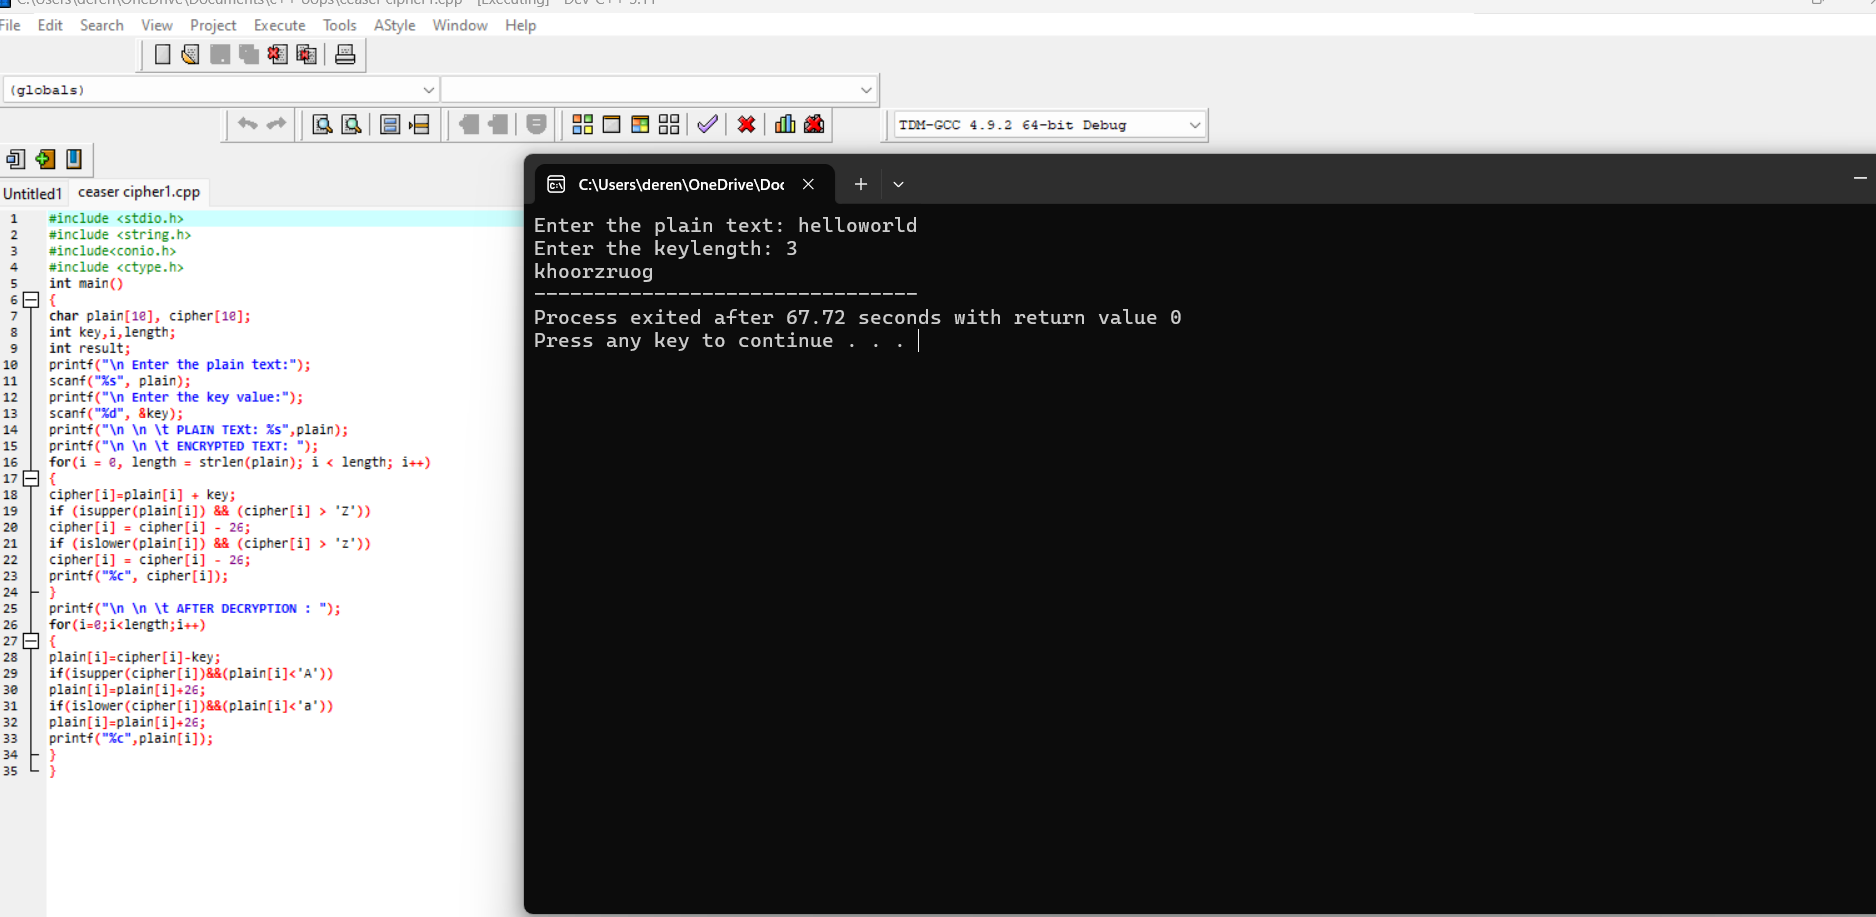 C:\Users\deren\OneDrive\Documents\c++ oops\ceaser cipher1.cpp - [Executing] - Dev-C++ 5.11
File Edit Search View Project Execute Tools AStyle Window Help
(globals)
TDM-GCC 4.9.2 64-bit Debug
Untitled1 ceaser cipher1.cpp
1 #include <stdio.h>
2 #include <string.h>
3 #include<conio.h>
4 #include <ctype.h>
5 int main()
6 {
7 char plain[10], cipher[10];
8 int key,i,length;
9 int result;
10 printf("\n Enter the plain text:");
11 scanf("%s", plain);
12 printf("\n Enter the key value:");
13 scanf("%d", &key);
14 printf("\n \n \t PLAIN TEXt: %s",plain);
15 printf("\n \n \t ENCRYPTED TEXT: ");
16 for(i = 0, length = strlen(plain); i < length; i++)
17 {
18 cipher[i]=plain[i] + key;
19 if (isupper(plain[i]) && (cipher[i] > 'Z'))
20 cipher[i] = cipher[i] - 26;
21 if (islower(plain[i]) && (cipher[i] > 'z'))
22 cipher[i] = cipher[i] - 26;
23 printf("%c", cipher[i]);
24 }
25 printf("\n \n \t AFTER DECRYPTION : ");
26 for(i=0;i<length;i++)
27 {
28 plain[i]=cipher[i]-key;
29 if(isupper(cipher[i])&&(plain[i]<'A'))
30 plain[i]=plain[i]+26;
31 if(islower(cipher[i])&&(plain[i]<'a'))
32 plain[i]=plain[i]+26;
33 printf("%c",plain[i]);
34 }
35 }
C:\Users\deren\OneDrive\Doc
Enter the plain text: helloworld
Enter the keylength: 3
khoorzruog
--------------------------------
Process exited after 67.72 seconds with return value 0
Press any key to continue . . .